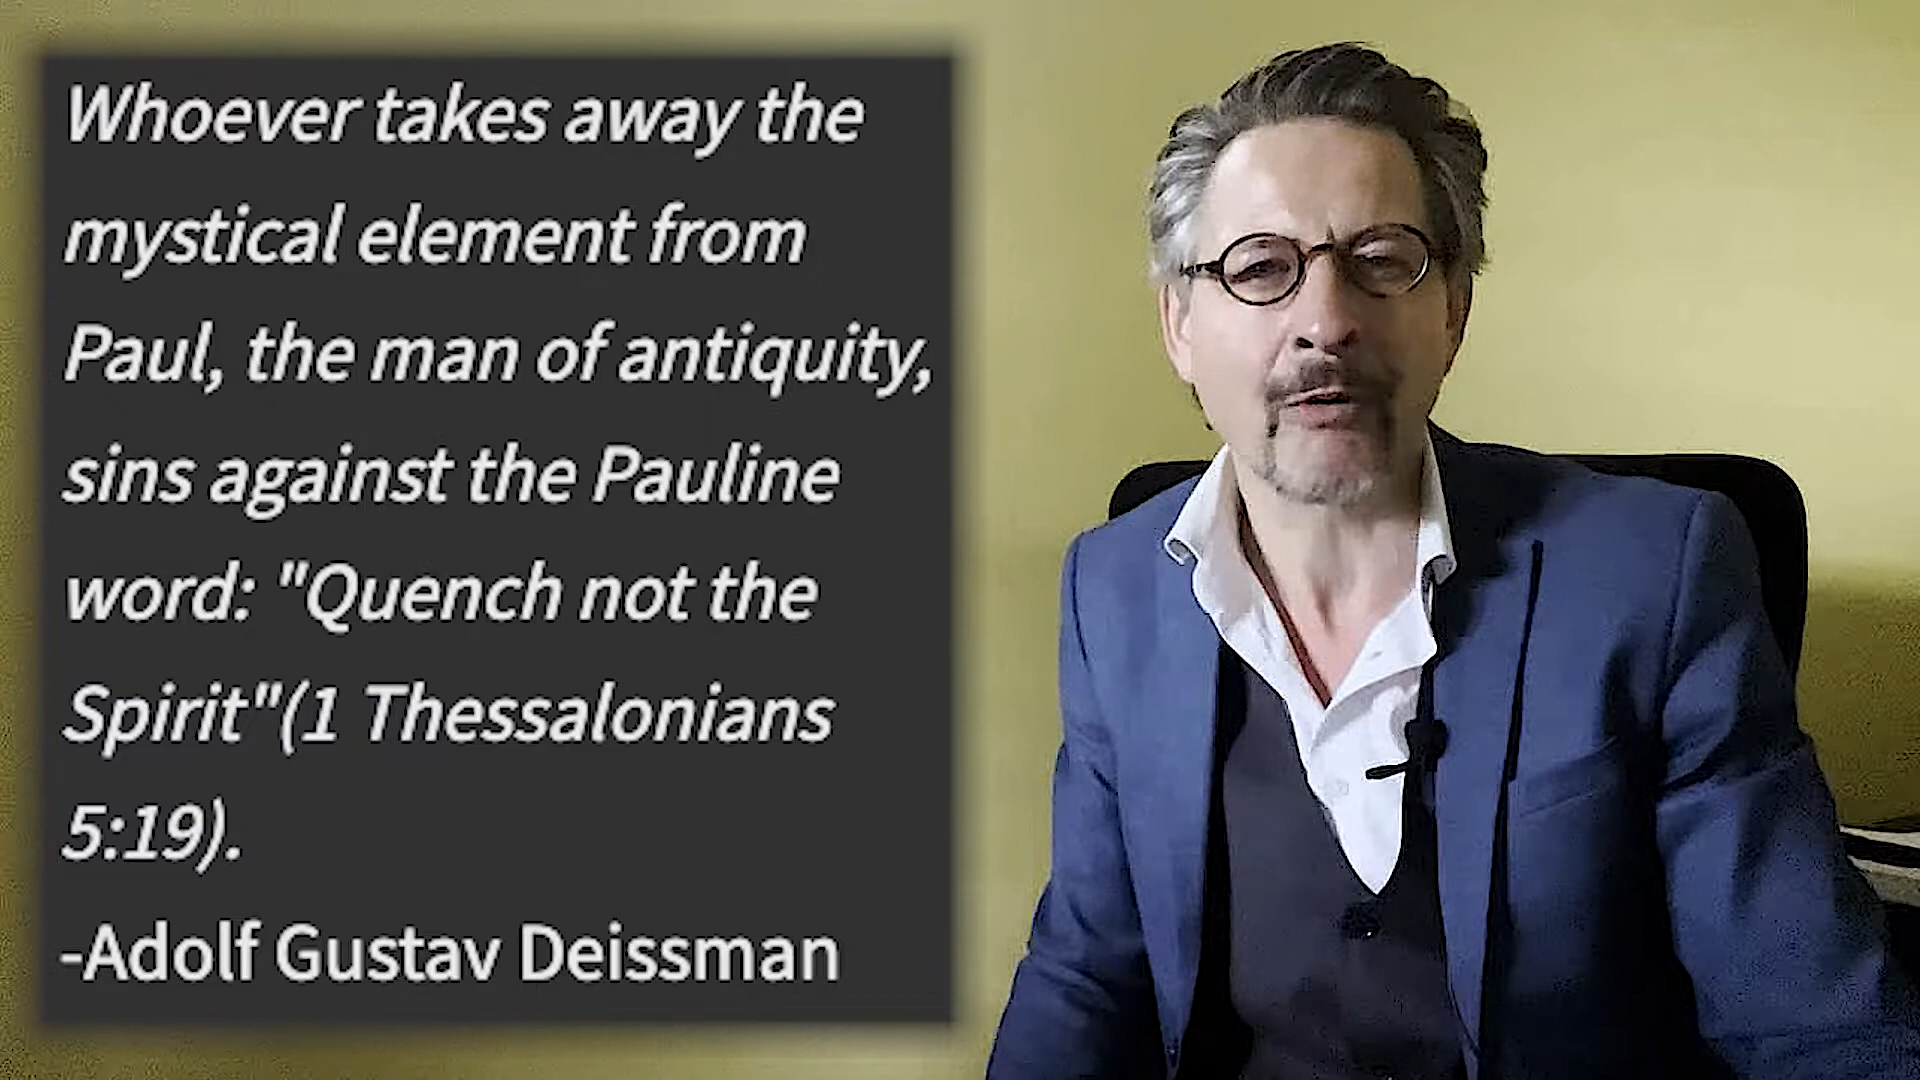 Whoever takes away the
mystical element from
Paul, the man of antiquity,
sins against the Pauline
word: "Quench not the
Spirit"(1 Thessalonians
5:19).
-Adolf Gustav Deissman